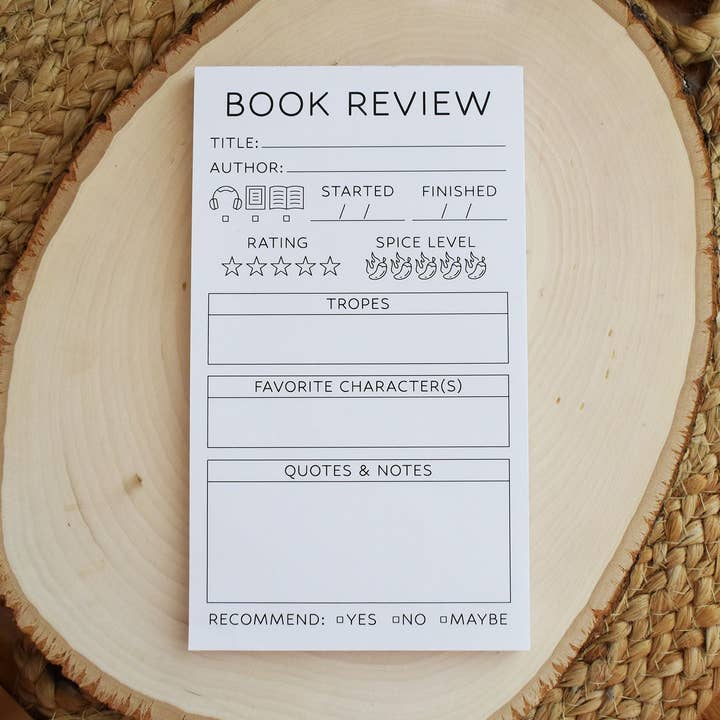 BOOK REVIEW
TITLE:
AUTHOR:
STARTED FINISHED
/ / / /
RATING SPICE LEVEL
TROPES
FAVORITE CHARACTER(S)
QUOTES & NOTES
RECOMMEND: YES NO MAYBE